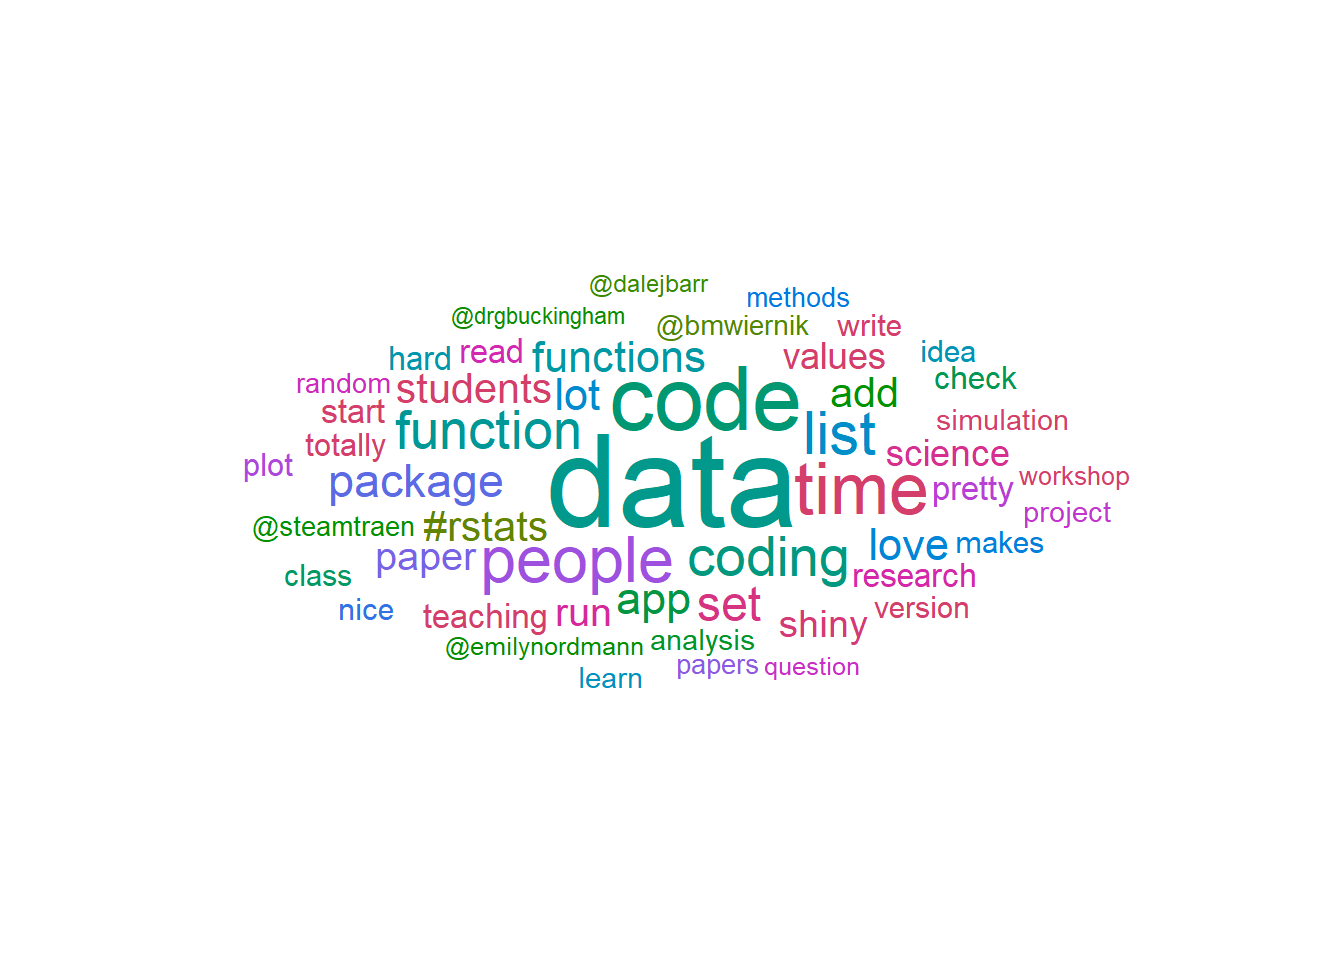 @dalejbarr
methods
@drgbuckingham
@bmwiernik
write
hard
read
functions
values
idea
random
students
lot
code
add
check
start
function
list
simulation
totally
plot
package
data
time
science
pretty
workshop
@steamtraen
#rstats
project
paper
people
coding
love
makes
class
research
nice
teaching
run
app
set
shiny
version
@emilynordmann
analysis
learn
papers
question